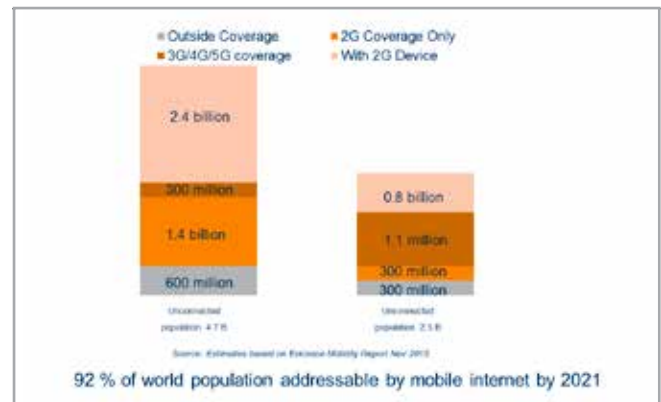 Outside Coverage
2G Coverage Only
3G/4G/5G coverage
With 2G Device
2.4 billion
300 million
1.4 billion
600 million
0.8 billion
1.1 million
300 million
300 million
Unconnected
population 4.7 B
Unconnected
population 2.5 B
Source: Estimates based on Ericsson Mobility Report Nov 2015
92 % of world population addressable by mobile internet by 2021